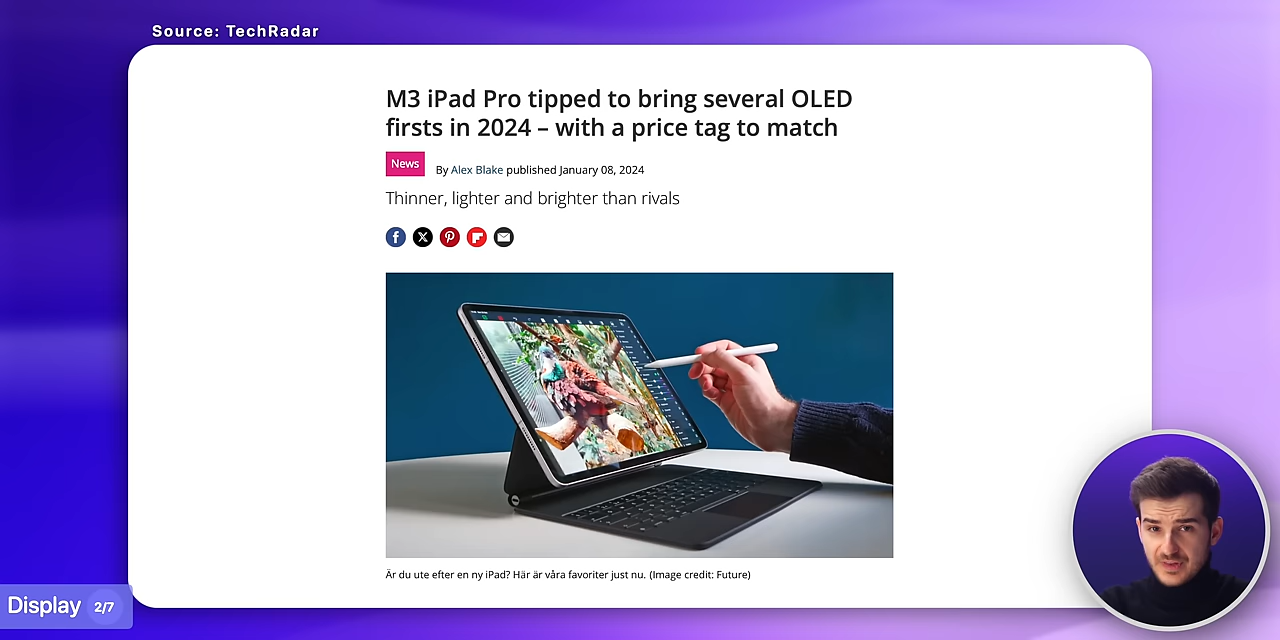 Source: TechRadar
M3 iPad Pro tipped to bring several OLED
firsts in 2024 – with a price tag to match
News
By Alex Blake published January 08, 2024
Thinner, lighter and brighter than rivals
Är du ute efter en ny iPad? Här är våra favoriter just nu. (Image credit: Future)
Display 2/7